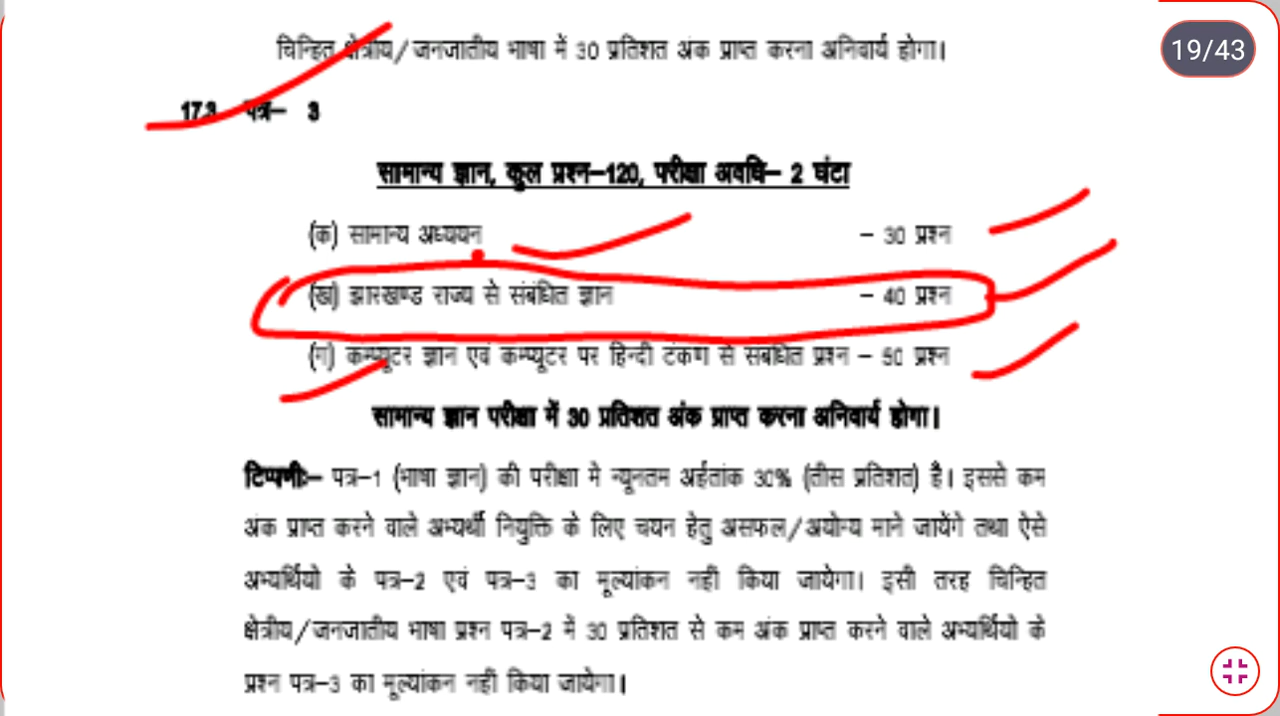 चिन्हित क्षेत्रीय/जनजातीय भाषा में 30 प्रतिशत अंक प्राप्त करना अनिवार्य होगा।
19/43
17.3 पत्र– 3
सामान्य ज्ञान, कुल प्रश्न–120, परीक्षा अवधि– 2 घंटा
(क) सामान्य अध्ययन – 30 प्रश्न
(ख) झारखण्ड राज्य से संबंधित ज्ञान – 40 प्रश्न
(ग) कम्प्यूटर ज्ञान एवं कम्प्यूटर पर हिन्दी टंकण से सबंधित प्रश्न – 50 प्रश्न
सामान्य ज्ञान परीक्षा में 30 प्रतिशत अंक प्राप्त करना अनिवार्य होगा।
टिप्पणीः– पत्र–1 (भाषा ज्ञान) की परीक्षा मे न्यूनतम अर्हतांक 30% (तीस प्रतिशत) है। इससे कम
अंक प्राप्त करने वाले अभ्यर्थी नियुक्ति के लिए चयन हेतु असफल/अयोग्य माने जायेंगे तथा ऐसे
अभ्यर्थियो के पत्र–2 एवं पत्र–3 का मूल्यांकन नही किया जायेगा। इसी तरह चिन्हित
क्षेत्रीय/जनजातीय भाषा प्रश्न पत्र–2 में 30 प्रतिशत से कम अंक प्राप्त करने वाले अभ्यर्थियो के
प्रश्न पत्र–3 का मूल्यांकन नही किया जायेगा।